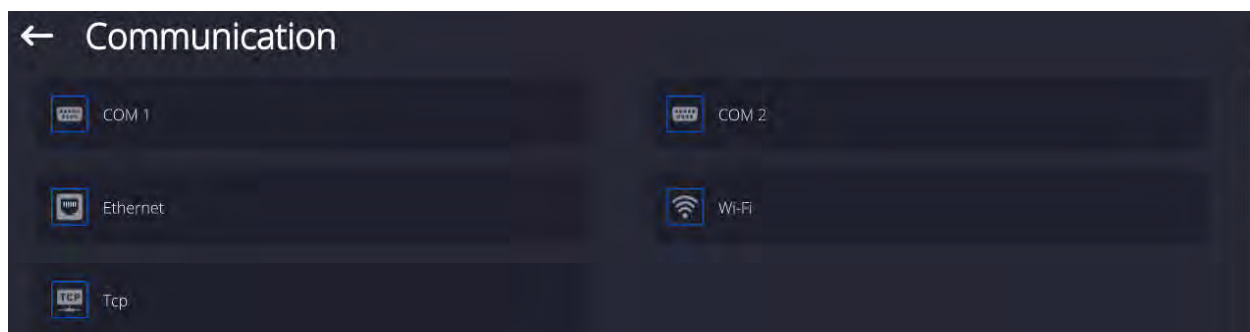 Communication
COM 1
COM 2
Ethernet
Wi-Fi
TCP
Tcp